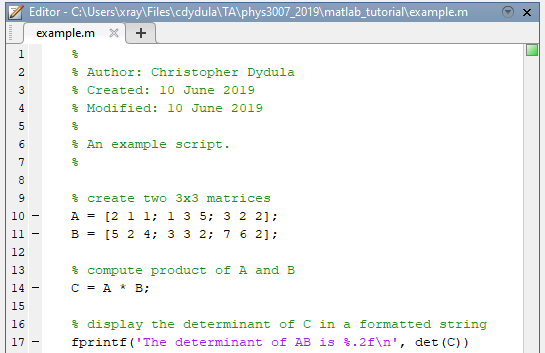 Editor - C:\Users\xray\Files\cdydula\TA\phys3007_2019\matlab_tutorial\example.m
example.m × +
1 %
2 % Author: Christopher Dydula
3 % Created: 10 June 2019
4 % Modified: 10 June 2019
5 %
6 % An example script.
7 %
8
9 % create two 3x3 matrices
10 - A = [2 1 1; 1 3 5; 3 2 2];
11 - B = [5 2 4; 3 3 2; 7 6 2];
12
13 % compute product of A and B
14 - C = A * B;
15
16 % display the determinant of C in a formatted string
17 - fprintf('The determinant of AB is %.2f\n', det(C))